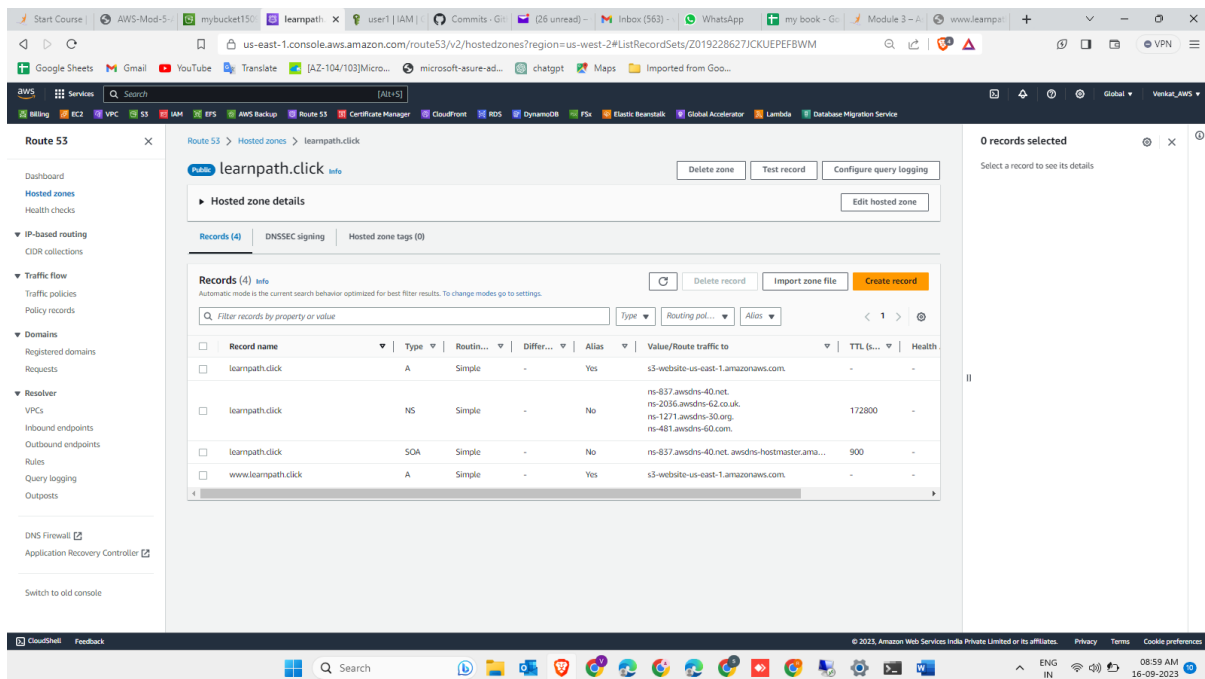 Start Course
AWS-Mod-5-
mybucket150
learnpath.
user1 | IAM |
Commits · Git
(26 unread) –
Inbox (563) -
WhatsApp
my book - Go
Module 3 – A
www.learnpat
us-east-1.console.aws.amazon.com/route53/v2/hostedzones?region=us-west-2#ListRecordSets/Z019228627JCKUEPEFBWM
VPN
Google Sheets
Gmail
YouTube
Translate
[AZ-104/103]Micro...
microsoft-asure-ad...
chatgpt
Maps
Imported from Goo...
aws
Services
Search
[Alt+S]
Global
Venkat_AWS
Billing
EC2
VPC
S3
IAM
EFS
AWS Backup
Route 53
Certificate Manager
CloudFront
RDS
DynamoDB
FSx
Elastic Beanstalk
Global Accelerator
Lambda
Database Migration Service
Route 53
Dashboard
Hosted zones
Health checks
IP-based routing
CIDR collections
Traffic flow
Traffic policies
Policy records
Domains
Registered domains
Requests
Resolver
VPCs
Inbound endpoints
Outbound endpoints
Rules
Query logging
Outposts
DNS Firewall
Application Recovery Controller
Switch to old console
Route 53 > Hosted zones > learnpath.click
Public learnpath.click Info
Delete zone
Test record
Configure query logging
Hosted zone details
Edit hosted zone
Records (4)
DNSSEC signing
Hosted zone tags (0)
Records (4) Info
Automatic mode is the current search behavior optimized for best filter results. To change modes go to settings.
Delete record
Import zone file
Create record
Filter records by property or value
Type
Routing pol...
Alias
1
Record name Type Routin... Differ... Alias Value/Route traffic to TTL (s... Health
learnpath.click A Simple - Yes s3-website-us-east-1.amazonaws.com. - -
learnpath.click NS Simple - No ns-837.awsdns-40.net.
ns-2036.awsdns-62.co.uk.
ns-1271.awsdns-30.org.
ns-481.awsdns-60.com.
172800 -
learnpath.click SOA Simple - No ns-837.awsdns-40.net. awsdns-hostmaster.ama... 900 -
www.learnpath.click A Simple - Yes s3-website-us-east-1.amazonaws.com. - -
0 records selected
Select a record to see its details
CloudShell
Feedback
© 2023, Amazon Web Services India Private Limited or its affiliates.
Privacy
Terms
Cookie preferences
Search
ENG
IN
08:59 AM
16-09-2023
10